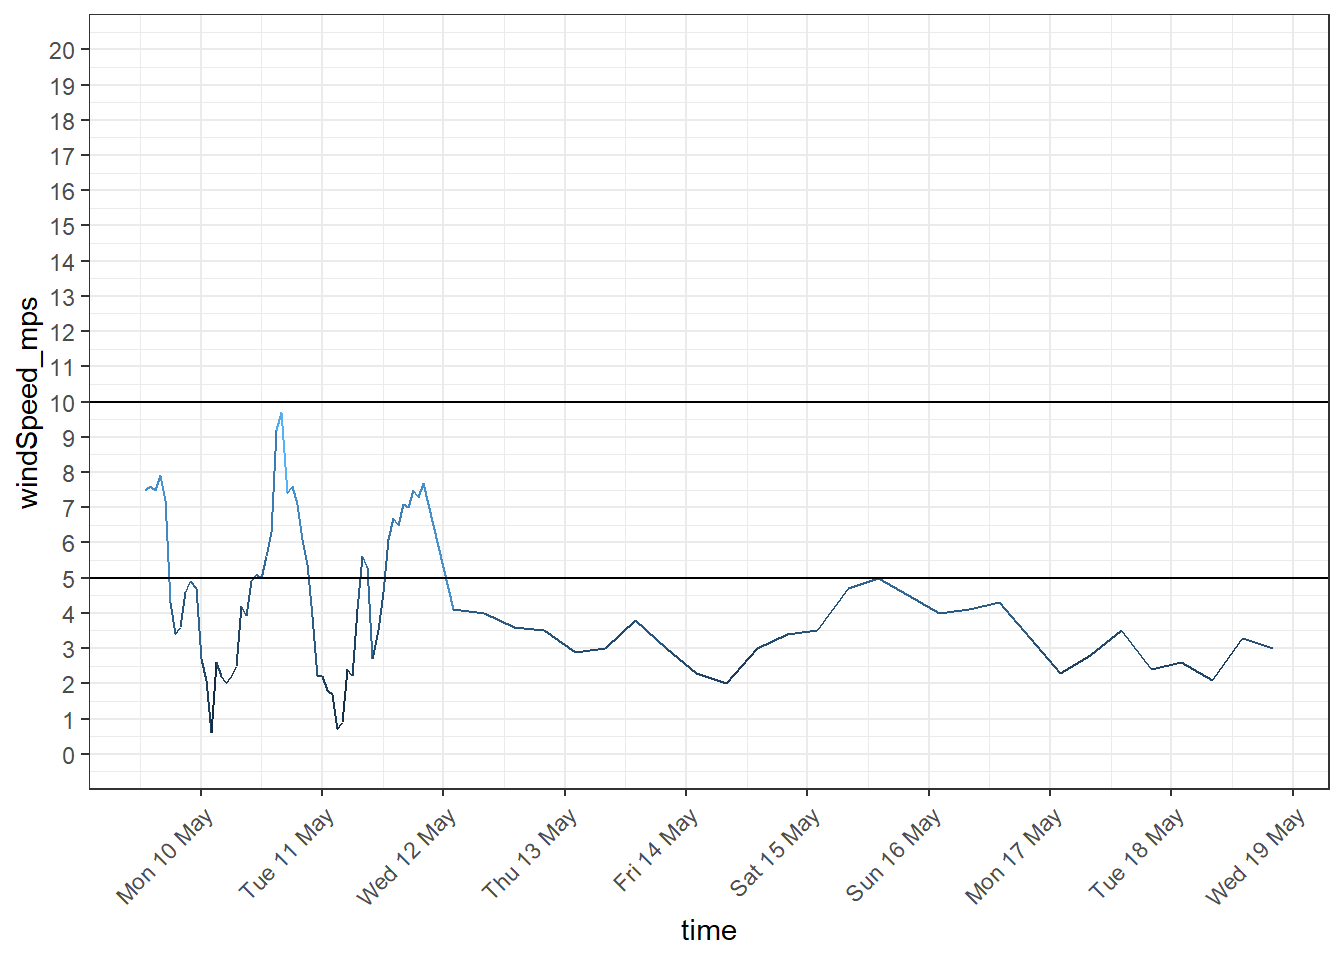 windSpeed_mps
20
19
18
17
16
15
14
13
12
11
10
9
8
7
6
5
4
3
2
1
0
Mon 10 May
Tue 11 May
Wed 12 May
Thu 13 May
Fri 14 May
Sat 15 May
Sun 16 May
Mon 17 May
Tue 18 May
Wed 19 May
time